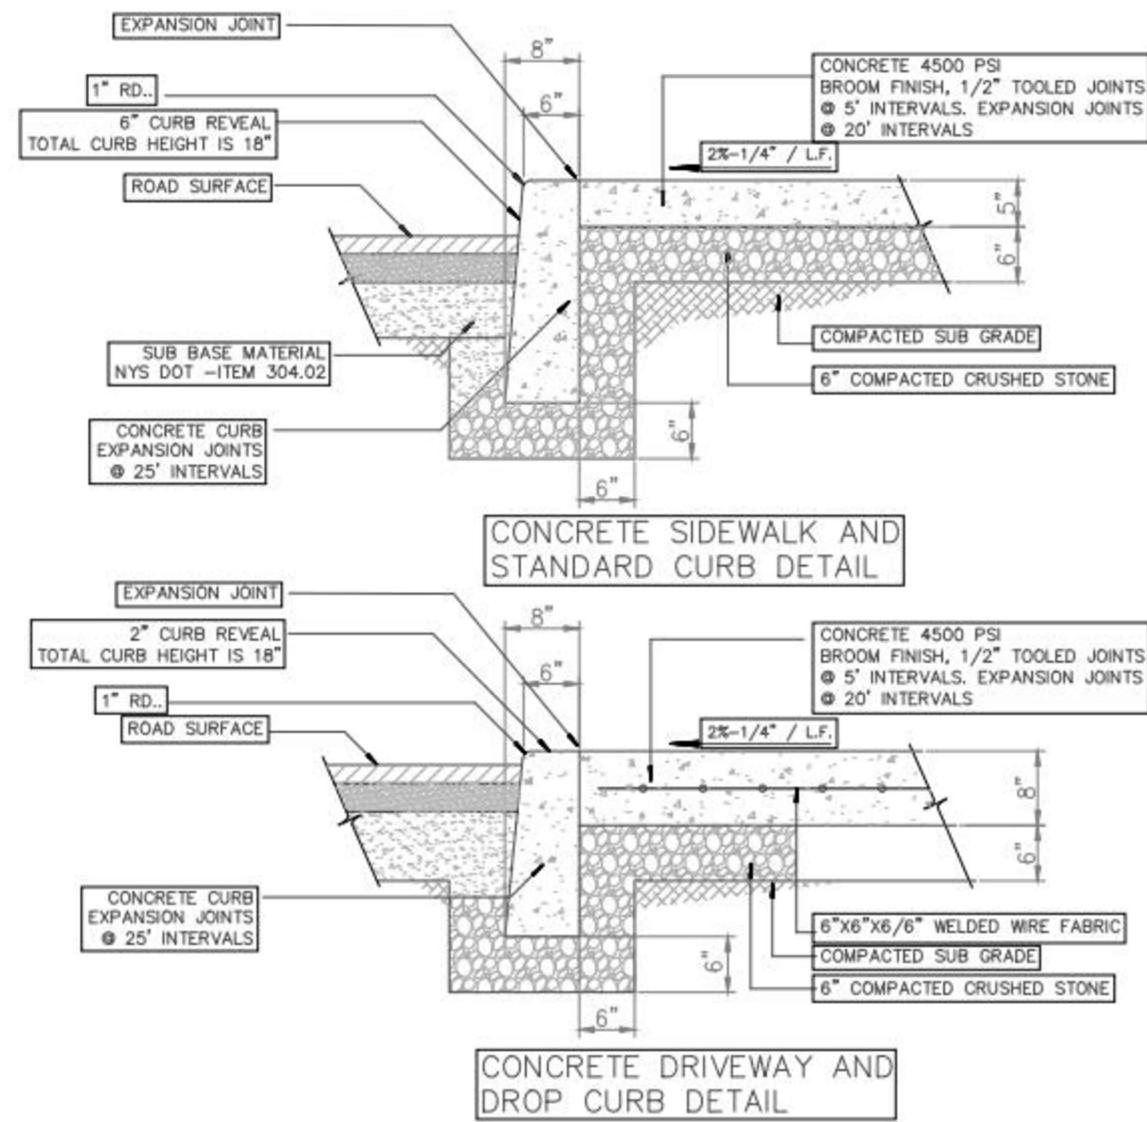 EXPANSION JOINT
8"
1" RD..
6"
CONCRETE 4500 PSI
BROOM FINISH, 1/2" TOOLED JOINTS
@ 5' INTERVALS. EXPANSION JOINTS
@ 20' INTERVALS
6" CURB REVEAL
TOTAL CURB HEIGHT IS 18"
2%-1/4" / L.F.
ROAD SURFACE
5"
6"
SUB BASE MATERIAL
NYS DOT -ITEM 304.02
COMPACTED SUB GRADE
6" COMPACTED CRUSHED STONE
CONCRETE CURB
EXPANSION JOINTS
@ 25' INTERVALS
6"
6"
CONCRETE SIDEWALK AND
STANDARD CURB DETAIL
EXPANSION JOINT
8"
2" CURB REVEAL
TOTAL CURB HEIGHT IS 18"
CONCRETE 4500 PSI
BROOM FINISH, 1/2" TOOLED JOINTS
@ 5' INTERVALS. EXPANSION JOINTS
@ 20' INTERVALS
6"
1" RD..
ROAD SURFACE
2%-1/4" / L.F.
8"
6"
CONCRETE CURB
EXPANSION JOINTS
@ 25' INTERVALS
6"X6"X6/6" WELDED WIRE FABRIC
COMPACTED SUB GRADE
6" COMPACTED CRUSHED STONE
6"
6"
CONCRETE DRIVEWAY AND
DROP CURB DETAIL